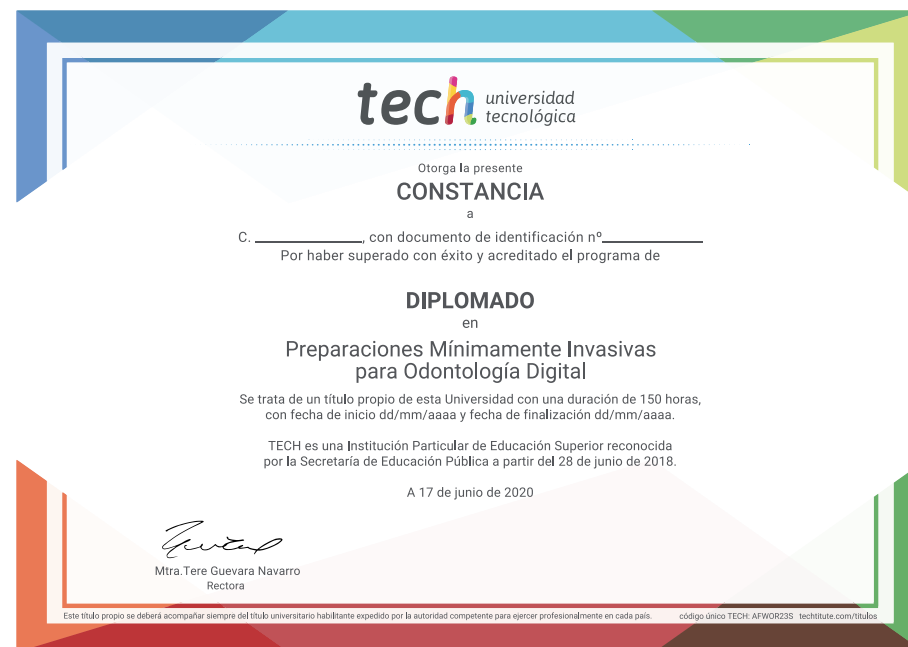 tech universidad
tecnológica
Otorga la presente
CONSTANCIA
a
C. ____________, con documento de identificación nº____________
Por haber superado con éxito y acreditado el programa de
DIPLOMADO
en
Preparaciones Mínimamente Invasivas
para Odontología Digital
Se trata de un título propio de esta Universidad con una duración de 150 horas,
con fecha de inicio dd/mm/aaaa y fecha de finalización dd/mm/aaaa.
TECH es una Institución Particular de Educación Superior reconocida
por la Secretaría de Educación Pública a partir del 28 de junio de 2018.
A 17 de junio de 2020
Mtra.Tere Guevara Navarro
Rectora
Este título propio se deberá acompañar siempre del título universitario habilitante expedido por la autoridad competente para ejercer profesionalmente en cada país. código único TECH: AFWOR23S techtitute.com/titulos